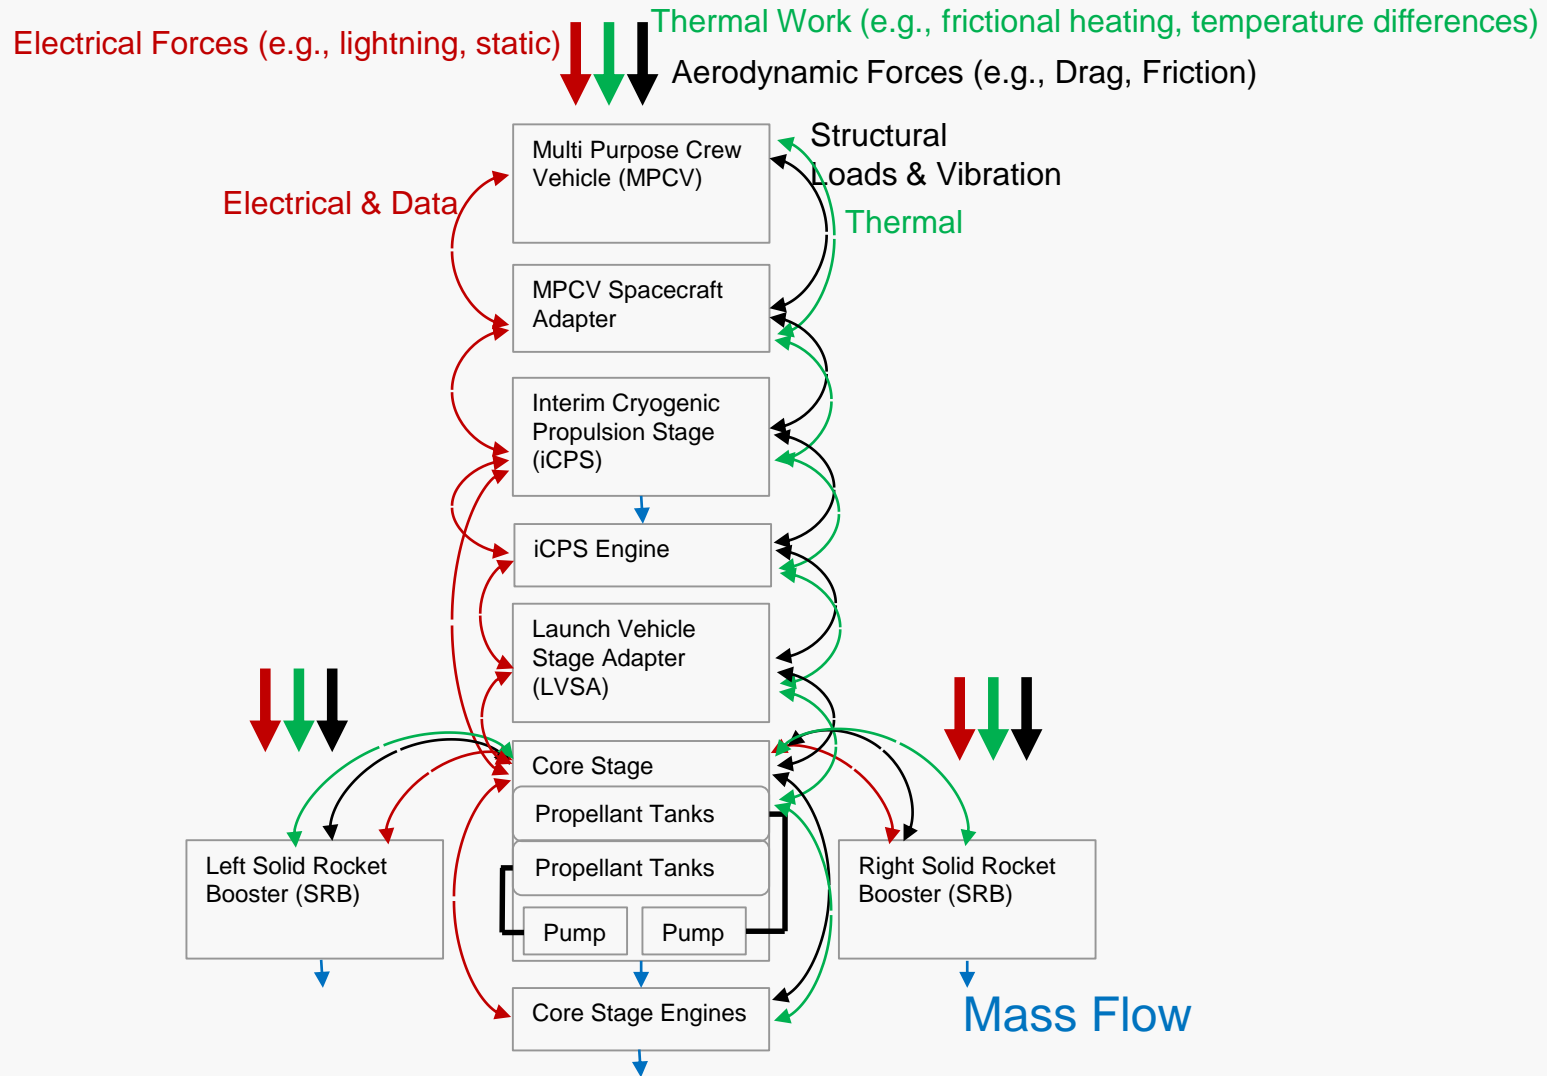 Thermal Work (e.g., frictional heating, temperature differences)
Electrical Forces (e.g., lightning, static)
Aerodynamic Forces (e.g., Drag, Friction)
Structural
Loads & Vibration
Multi Purpose Crew
Vehicle (MPCV)
Electrical & Data
Thermal
MPCV Spacecraft
Adapter
Interim Cryogenic
Propulsion Stage
(iCPS)
iCPS Engine
Launch Vehicle
Stage Adapter
(LVSA)
Core Stage
Propellant Tanks
Propellant Tanks
Left Solid Rocket
Booster (SRB)
Right Solid Rocket
Booster (SRB)
Pump
Pump
Core Stage Engines
Mass Flow